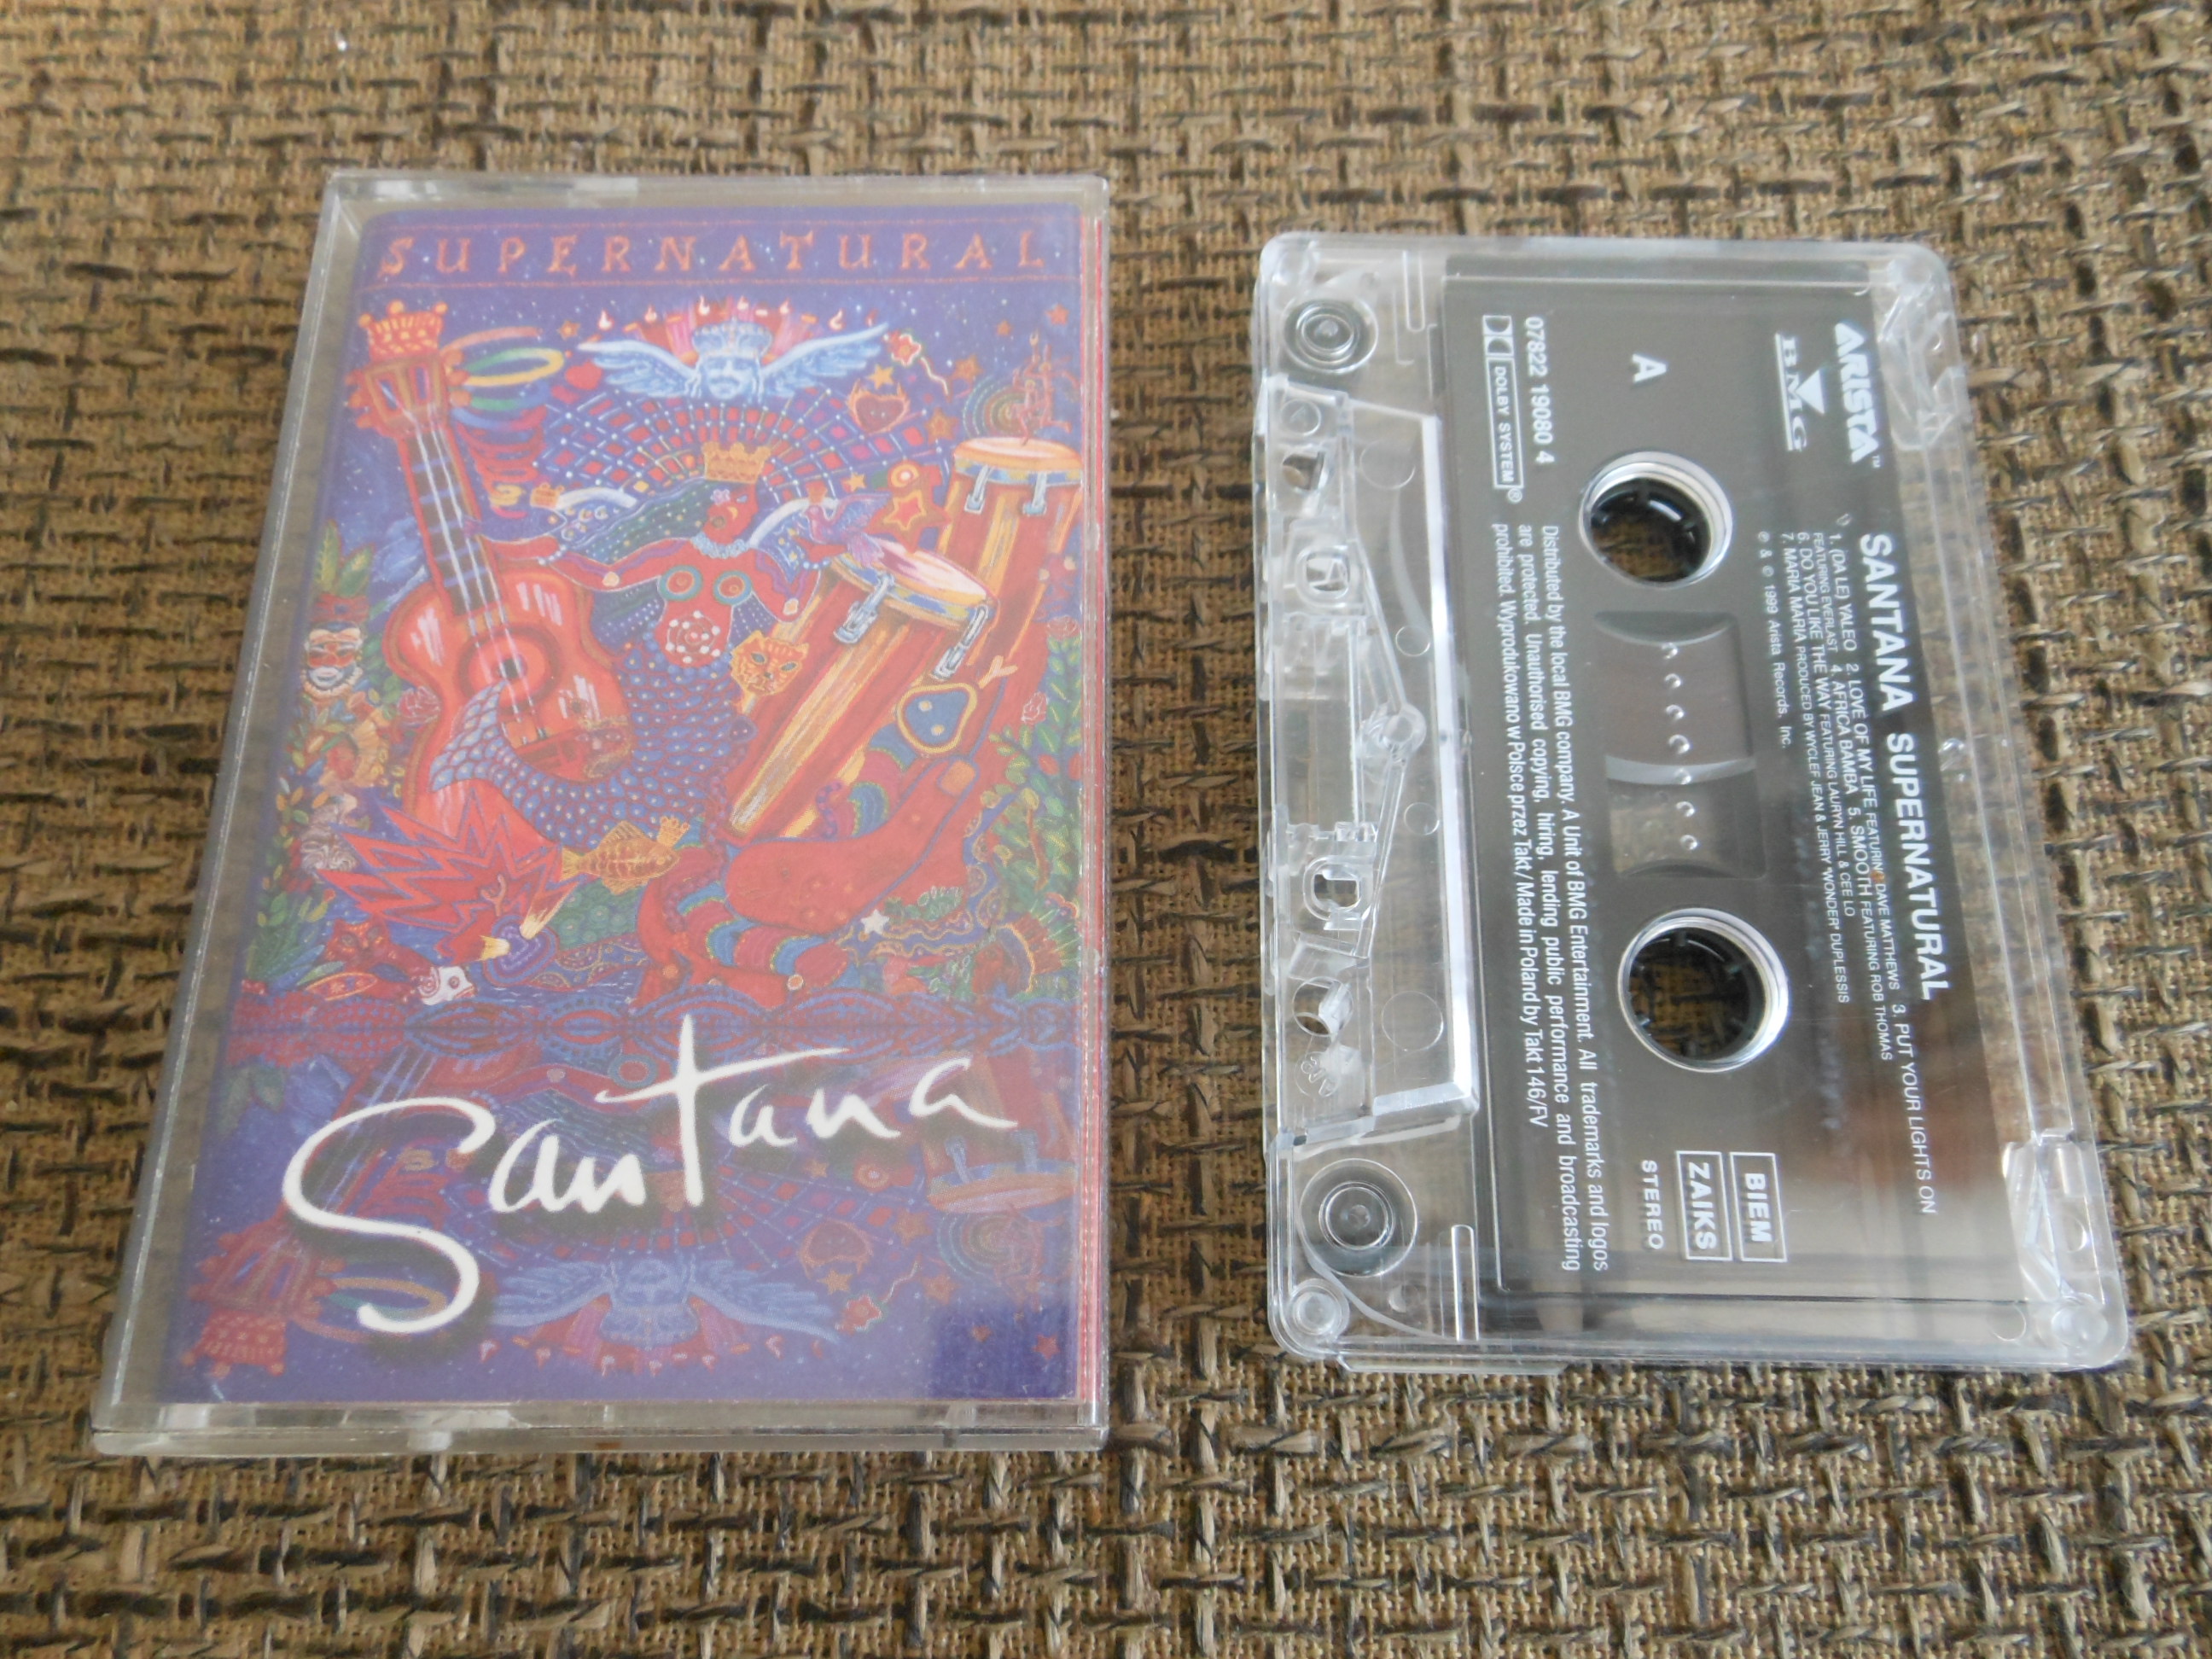 SUPERNATURAL
Santana
ARISTA™
BMG
SANTANA SUPERNATURAL
1. (DA LE) YALEO 2. LOVE OF MY LIFE FEATURING DAVE MATTHEWS 3. PUT YOUR LIGHTS ON
FEATURING EVERLAST 4. AFRICA BAMBA 5. SMOOTH FEATURING ROB THOMAS
6. DO YOU LIKE THE WAY FEATURING LAURYN HILL & CEE LO
7. MARIA MARIA PRODUCED BY WYCLEF JEAN & JERRY 'WONDER' DUPLESSIS
℗ & © 1999 Arista Records, Inc.
A
BIEM
ZAIKS
STEREO
07822 19080 4
DOLBY SYSTEM®
Distributed by the local BMG company. A Unit of BMG Entertainment. All trademarks and logos
are protected. Unauthorised copying, hiring, lending public performance and broadcasting
prohibited. Wyprodukowano w Polsce przez Takt / Made in Poland by Takt 146/FV